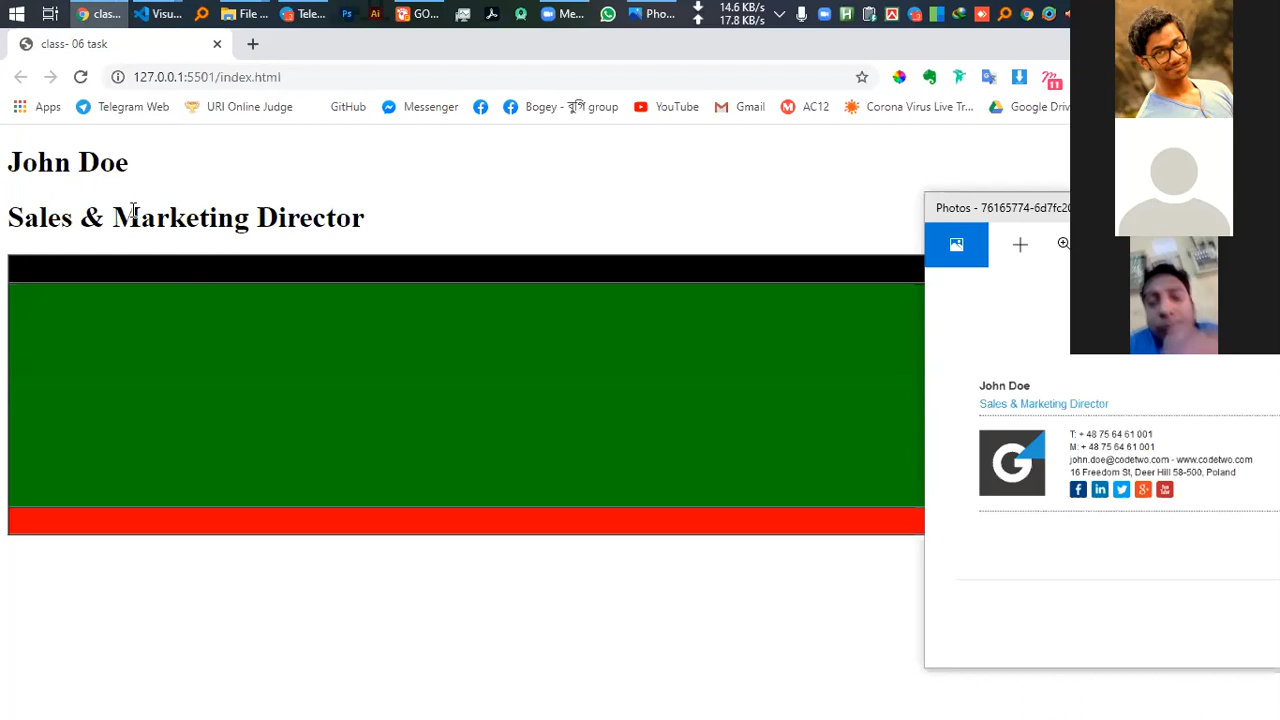 clas...
Visu...
File ...
Tele...
Ps
Ai
GO...
Me...
Pho...
14.6 KB/s
17.8 KB/s
class- 06 task
127.0.0.1:5501/index.html
11
Apps
Telegram Web
URI Online Judge
GitHub
Messenger
Bogey - বুগি group
YouTube
Gmail
AC12
Corona Virus Live Tr...
Google Driv
John Doe
Sales & Marketing Director
Photos - 76165774-6d7fc20
John Doe
Sales & Marketing Director
G
T: + 48 75 64 61 001
M: + 48 75 64 61 001
john.doe@codetwo.com - www.codetwo.com
16 Freedom St, Deer Hill 58-500, Poland